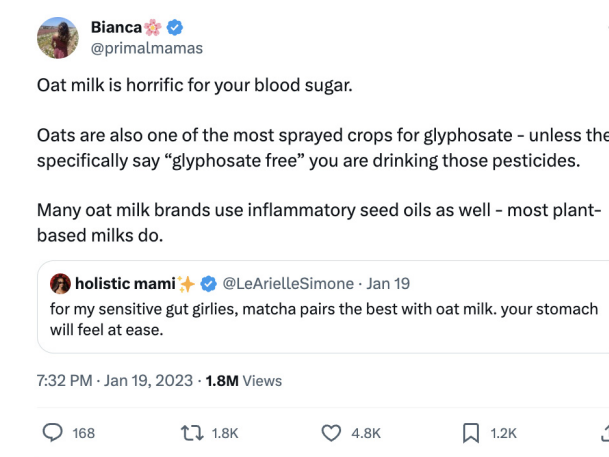 Bianca🌸
@primalmamas
Oat milk is horrific for your blood sugar.
Oats are also one of the most sprayed crops for glyphosate - unless the
specifically say “glyphosate free” you are drinking those pesticides.
Many oat milk brands use inflammatory seed oils as well - most plant-
based milks do.
holistic mami✨ @LeArielleSimone · Jan 19
for my sensitive gut girlies, matcha pairs the best with oat milk. your stomach
will feel at ease.
7:32 PM · Jan 19, 2023 · 1.8M Views
168 1.8K 4.8K 1.2K